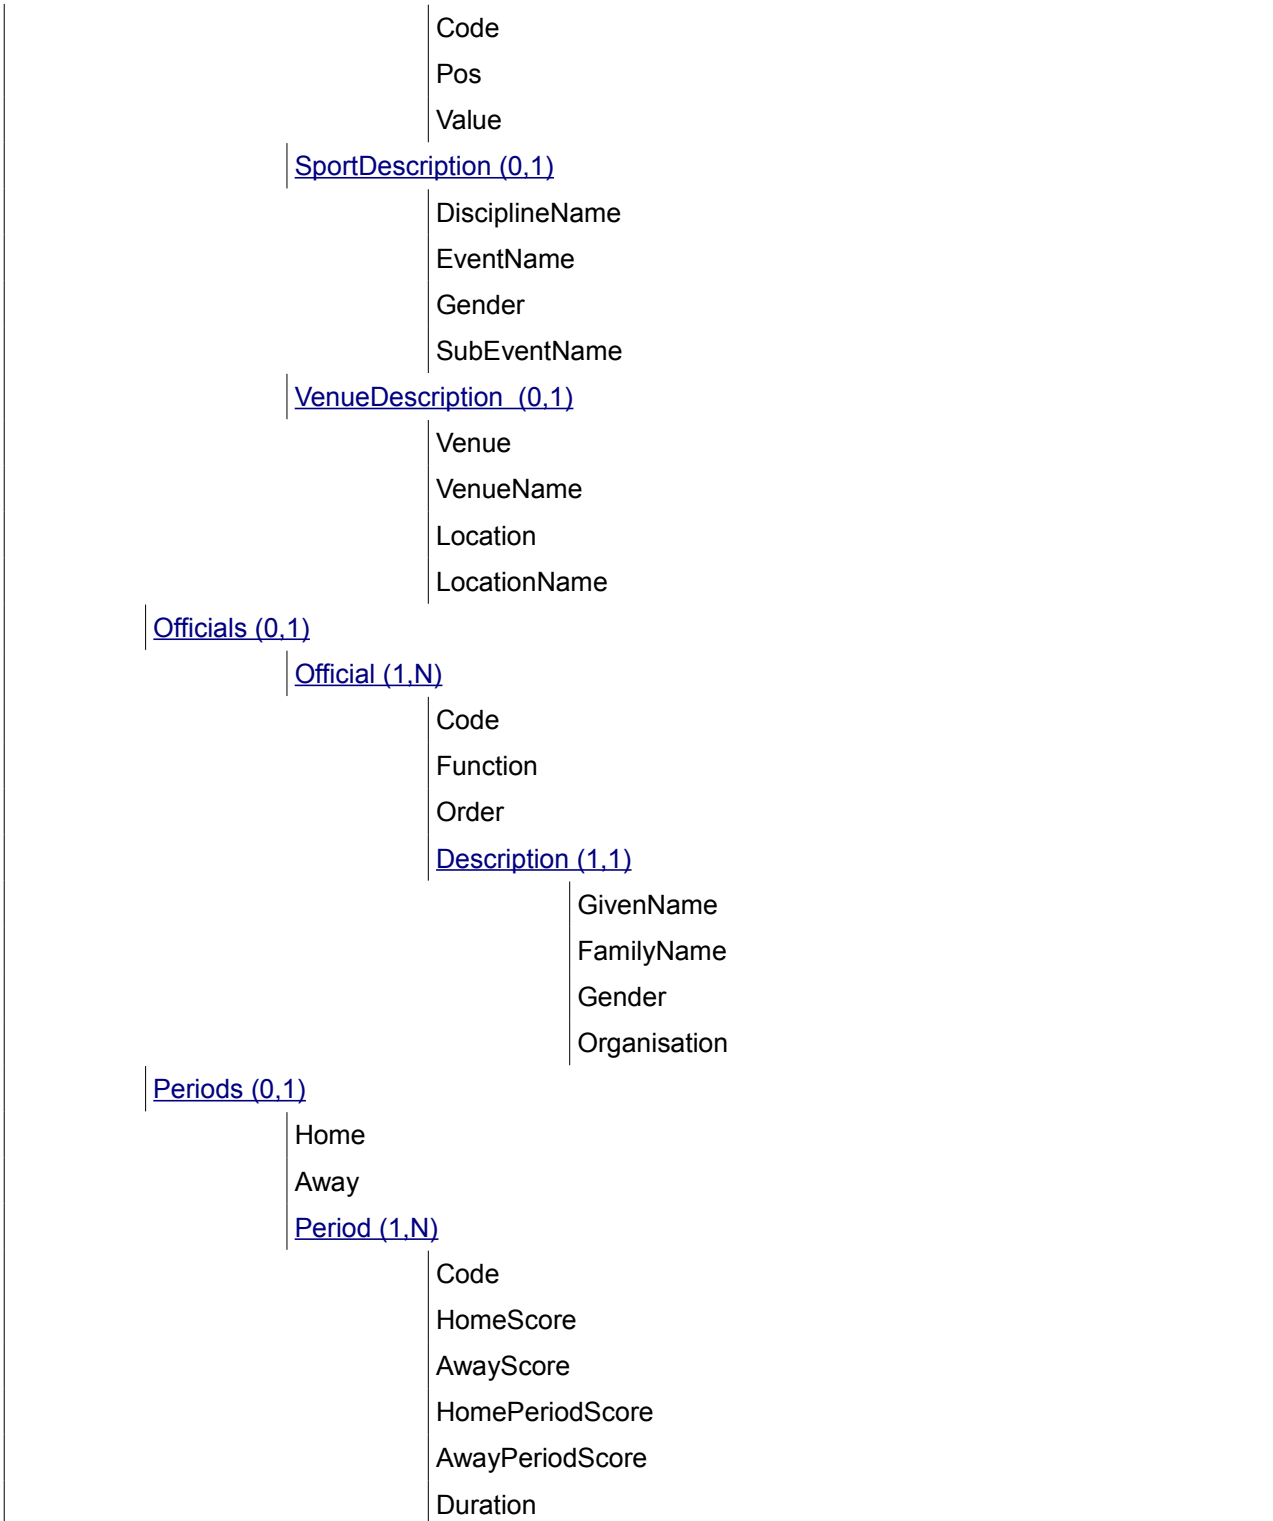 Code
Pos
Value
SportDescription (0,1)
DisciplineName
EventName
Gender
SubEventName
VenueDescription  (0,1)
Venue
VenueName
Location
LocationName
Officials (0,1)
Official (1,N)
Code
Function
Order
Description (1,1)
GivenName
FamilyName
Gender
Organisation
Periods (0,1)
Home
Away
Period (1,N)
Code
HomeScore
AwayScore
HomePeriodScore
AwayPeriodScore
Duration